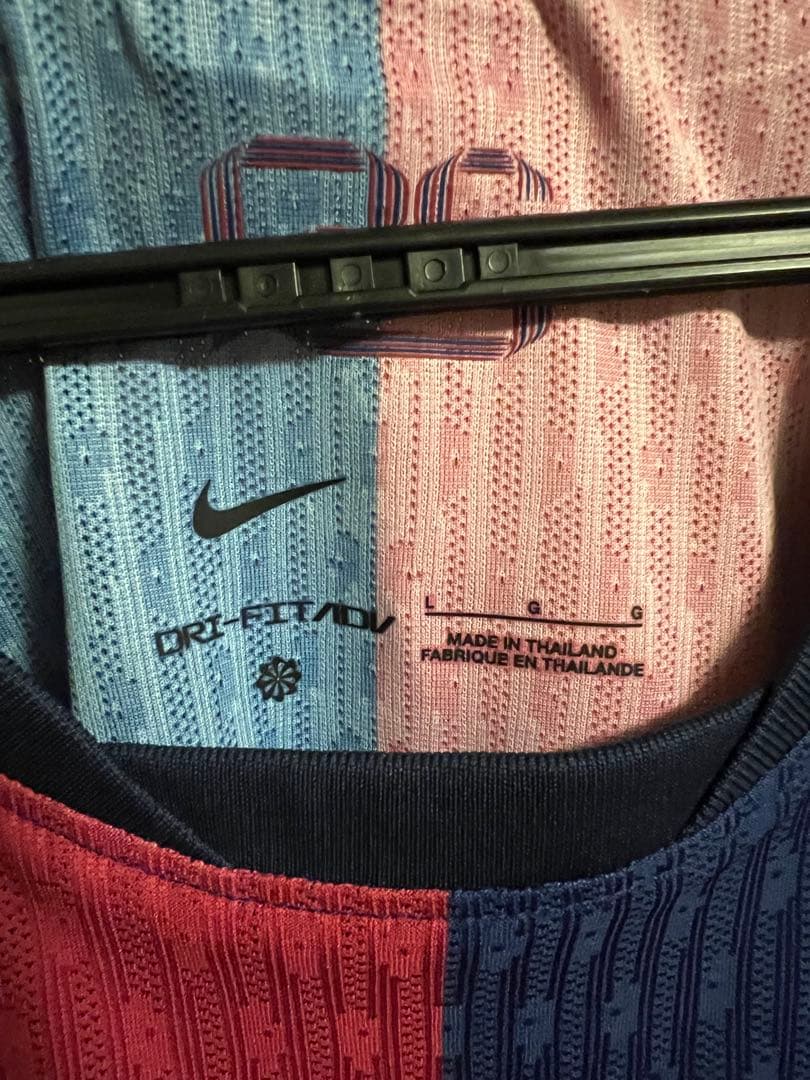 DRI-FIT ADV
L G G
MADE IN THAILAND
FABRIQUE EN THAILANDE